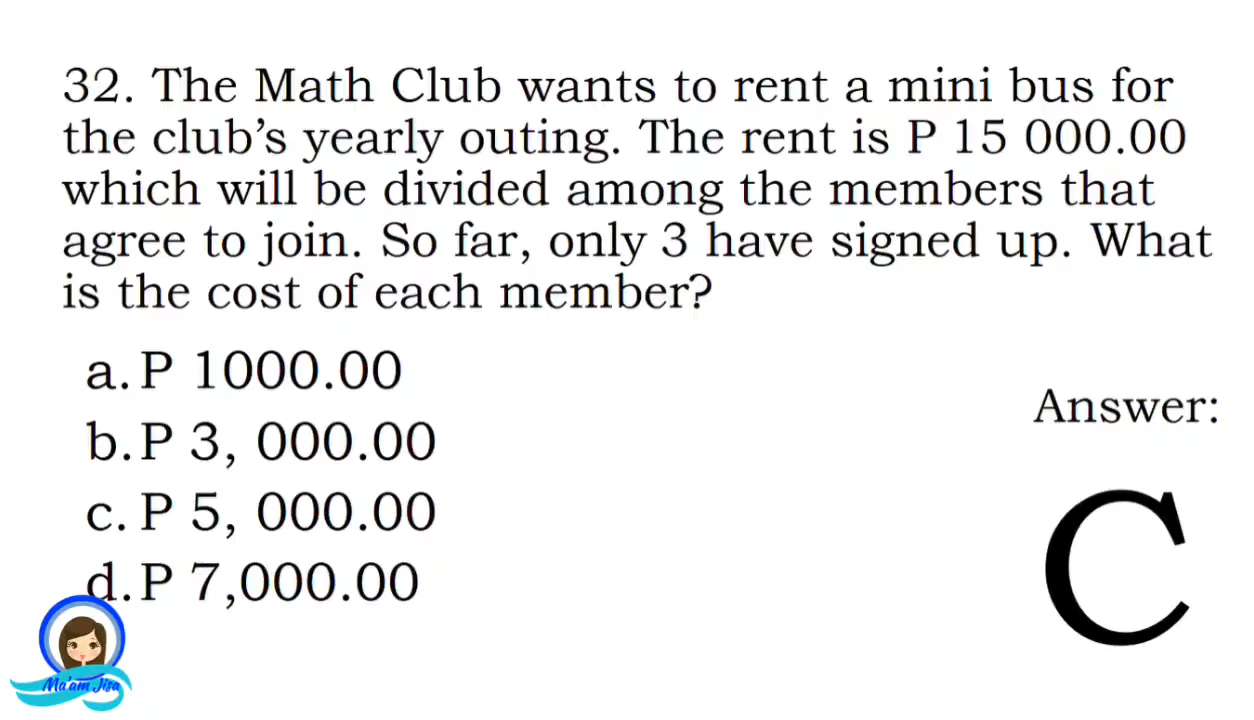 32. The Math Club wants to rent a mini bus for
the club's yearly outing. The rent is P 15 000.00
which will be divided among the members that
agree to join. So far, only 3 have signed up. What
is the cost of each member?
a. P 1000.00
b. P 3, 000.00
c. P 5, 000.00
d. P 7,000.00
Answer:
C
Ma'am Jisa